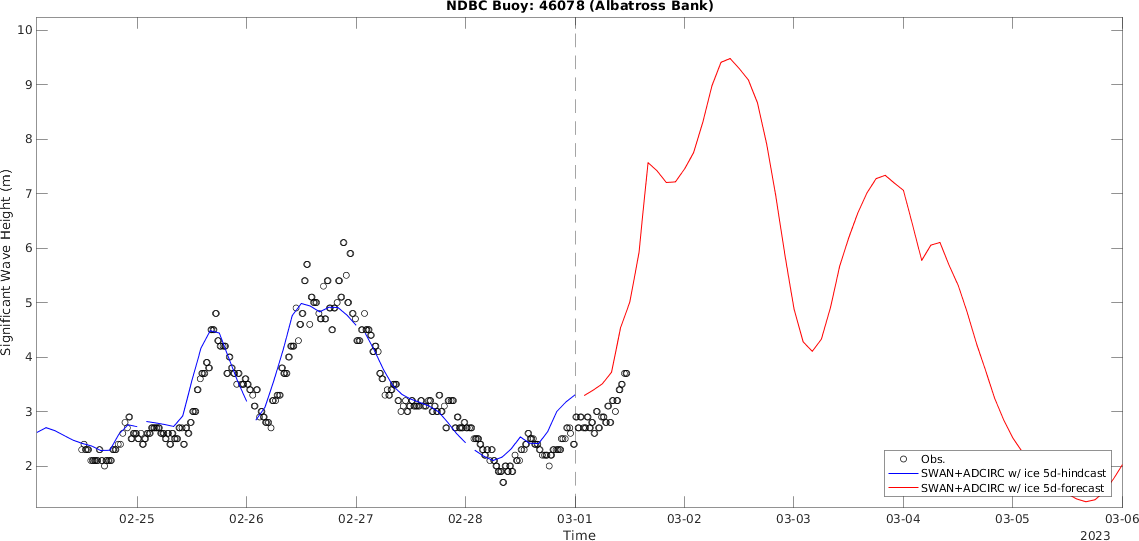 NDBC Buoy: 46078 (Albatross Bank)
Significant Wave Height (m)
10
9
8
7
6
5
4
3
2
Obs.
SWAN+ADCIRC w/ ice 5d-hindcast
SWAN+ADCIRC w/ ice 5d-forecast
02-25 02-26 02-27 02-28 03-01 03-02 03-03 03-04 03-05 03-06
Time
2023